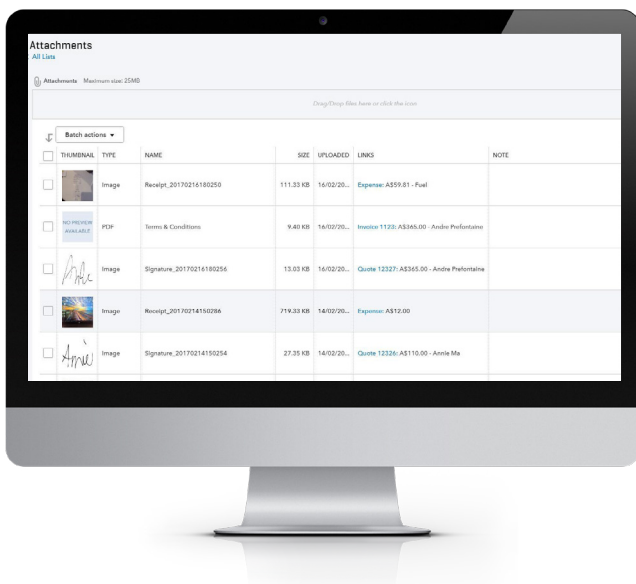 Attachments
All Lists
Attachments Maximum size: 25MB
Drag/Drop files here or click the icon
Batch actions
THUMBNAIL TYPE NAME SIZE UPLOADED LINKS NOTE
Image Receipt_20170216180250 111.33 KB 16/02/20... Expense: A$59.81 - Fuel
NO PREVIEW AVAILABLE PDF Terms & Conditions 9.40 KB 16/02/20... Invoice 1123: A$365.00 - Andre Prefontaine
Image Signature_20170216180256 13.03 KB 16/02/20... Quote 12327: A$365.00 - Andre Prefontaine
Image Receipt_20170214150286 719.33 KB 14/02/20... Expense: A$12.00
Annie Image Signature_20170214150254 27.35 KB 14/02/20... Quote 12326: A$110.00 - Annie Ma